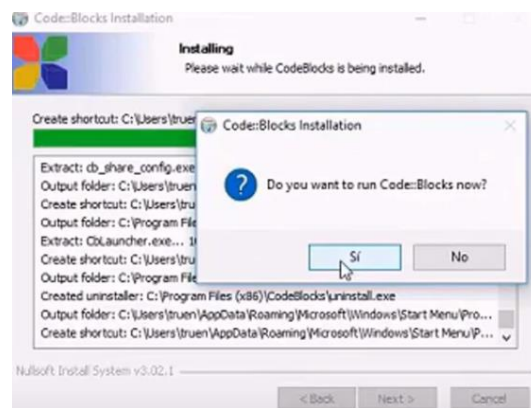 Code::Blocks Installation
Installing
Please wait while CodeBlocks is being installed.
Create shortcut: C:\Users\truen
Code::Blocks Installation
Do you want to run Code::Blocks now?
Sí
No
Extract: cb_share_config.exe
Output folder: C:\Users\truen
Create shortcut: C:\Users\tru
Output folder: C:\Program File
Extract: CbLauncher.exe... 10
Create shortcut: C:\Users\tru
Output folder: C:\Program File
Created uninstaller: C:\Program Files (x86)\CodeBlocks\uninstall.exe
Output folder: C:\Users\truen\AppData\Roaming\Microsoft\Windows\Start Menu\Pro...
Create shortcut: C:\Users\truen\AppData\Roaming\Microsoft\Windows\Start Menu\P...
Nullsoft Install System v3.02.1
< Back
Next >
Cancel